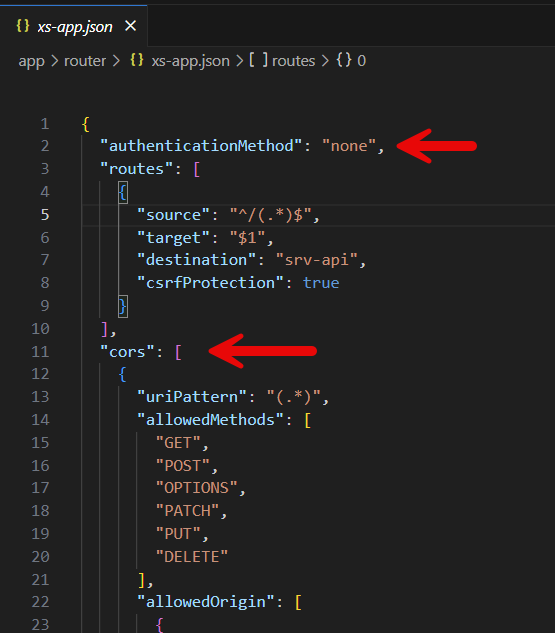 {} xs-app.json ×
app > router > {} xs-app.json > [ ] routes > {} 0
1 {
2 "authenticationMethod": "none",
3 "routes": [
4 {
5 "source": "^/(.*)$",
6 "target": "$1",
7 "destination": "srv-api",
8 "csrfProtection": true
9 }
10 ],
11 "cors": [
12 {
13 "uriPattern": "(.*)",
14 "allowedMethods": [
15 "GET",
16 "POST",
17 "OPTIONS",
18 "PATCH",
19 "PUT",
20 "DELETE"
21 ],
22 "allowedOrigin": [
23 {